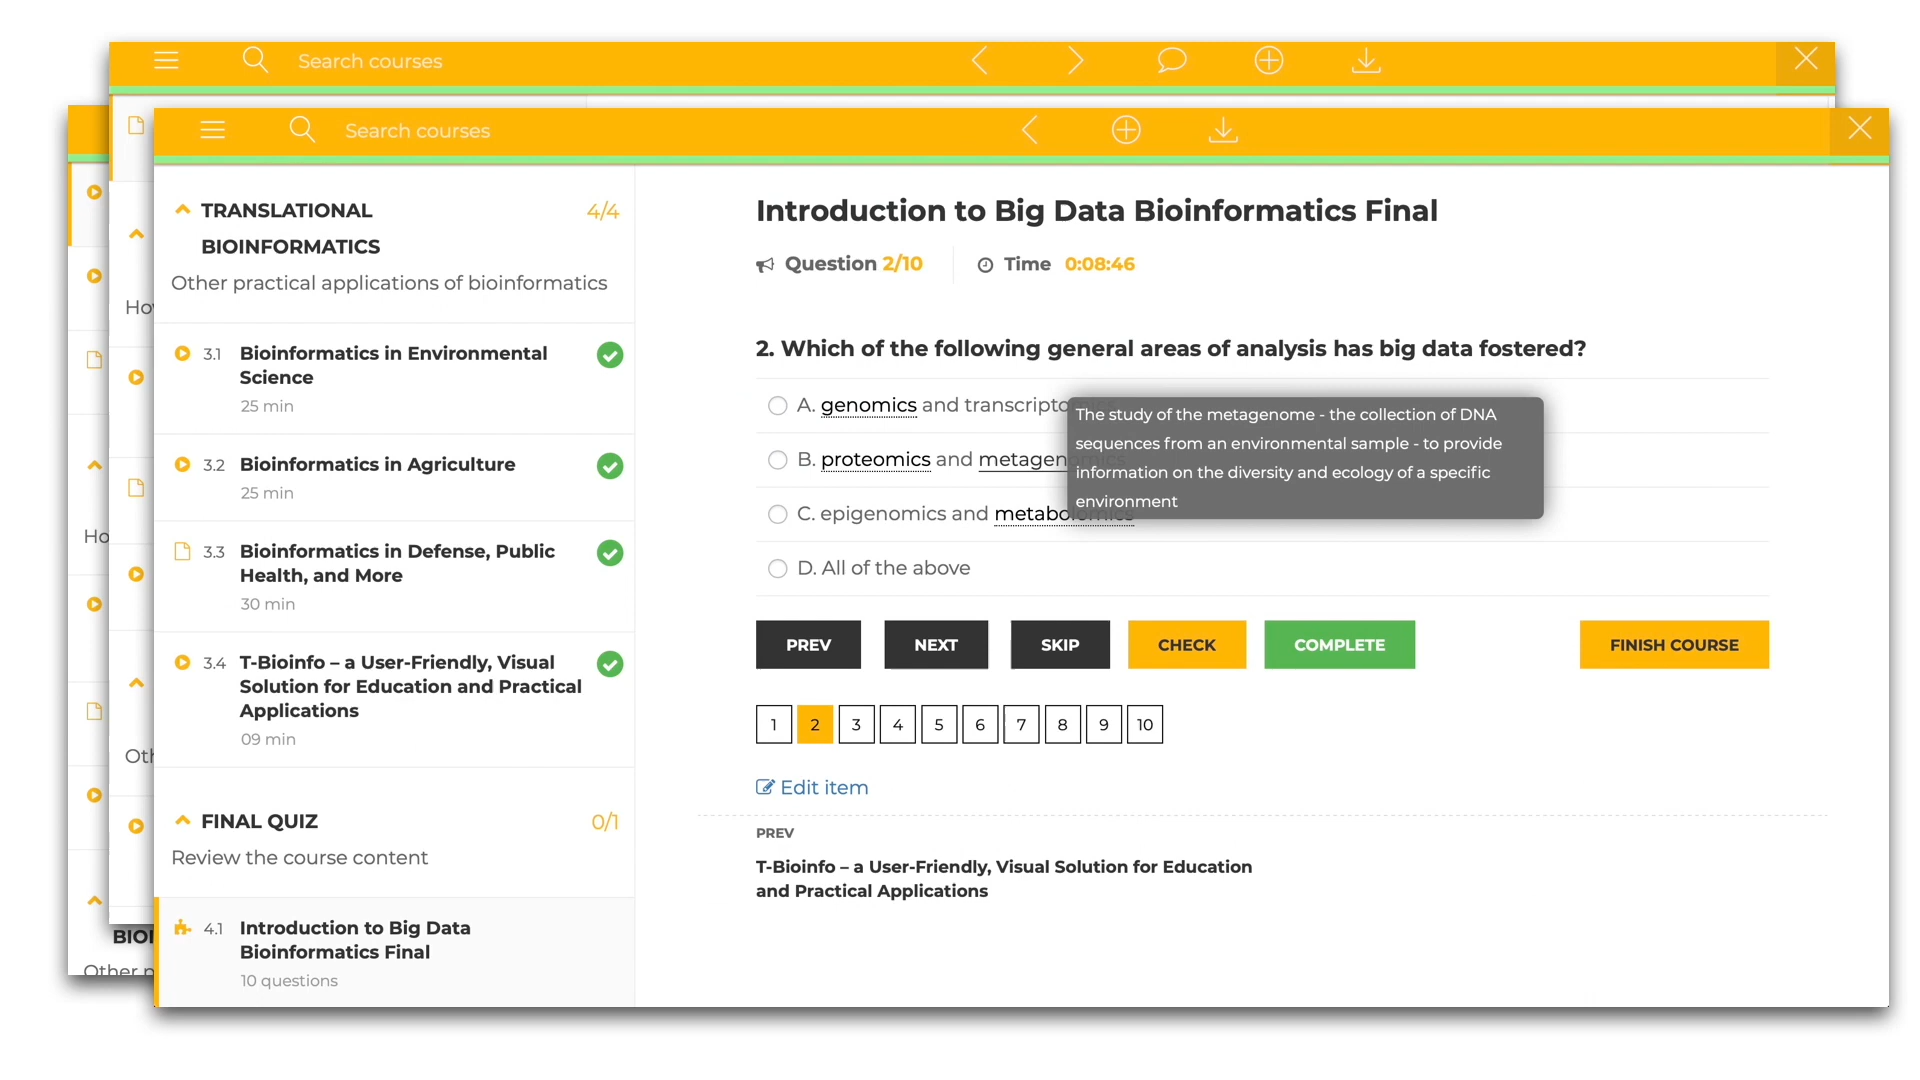 Search courses
Search courses
TRANSLATIONAL
BIOINFORMATICS
4/4
Other practical applications of bioinformatics
3.1 Bioinformatics in Environmental
Science
25 min
3.2 Bioinformatics in Agriculture
25 min
3.3 Bioinformatics in Defense, Public
Health, and More
30 min
3.4 T-Bioinfo – a User-Friendly, Visual
Solution for Education and Practical
Applications
09 min
FINAL QUIZ
0/1
Review the course content
4.1 Introduction to Big Data
Bioinformatics Final
10 questions
Introduction to Big Data Bioinformatics Final
Question 2/10
Time 0:08:46
2. Which of the following general areas of analysis has big data fostered?
A. genomics and transcriptomics
B. proteomics and metagenomics
C. epigenomics and metabolomics
D. All of the above
The study of the metagenome - the collection of DNA
sequences from an environmental sample - to provide
information on the diversity and ecology of a specific
environment
PREV NEXT SKIP CHECK COMPLETE FINISH COURSE
1 2 3 4 5 6 7 8 9 10
Edit item
PREV
T-Bioinfo – a User-Friendly, Visual Solution for Education
and Practical Applications
Other